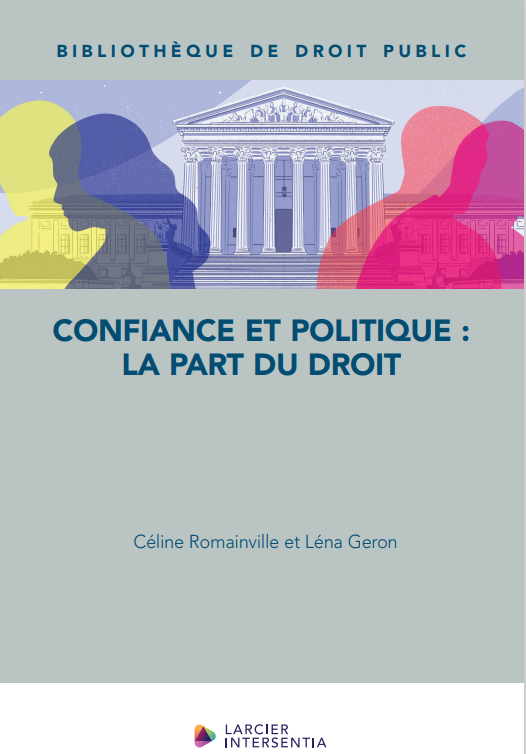 BIBLIOTHÈQUE DE DROIT PUBLIC
CONFIANCE ET POLITIQUE :
LA PART DU DROIT
Céline Romainville et Léna Geron
LARCIER
INTERSENTIA